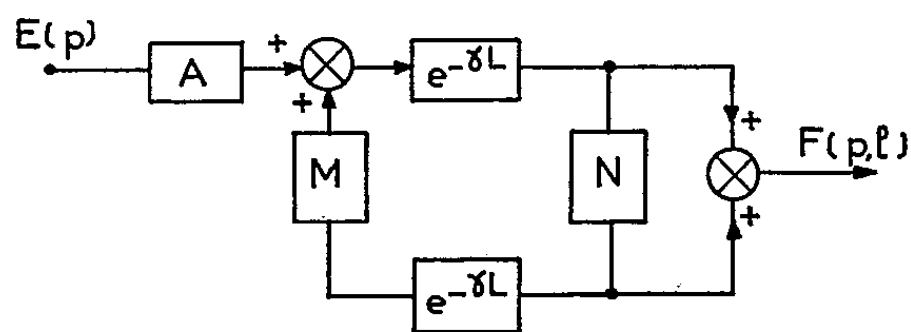 E(p)
A
+
+
e-γL
M
N
e-γL
+
+
F(p,l)